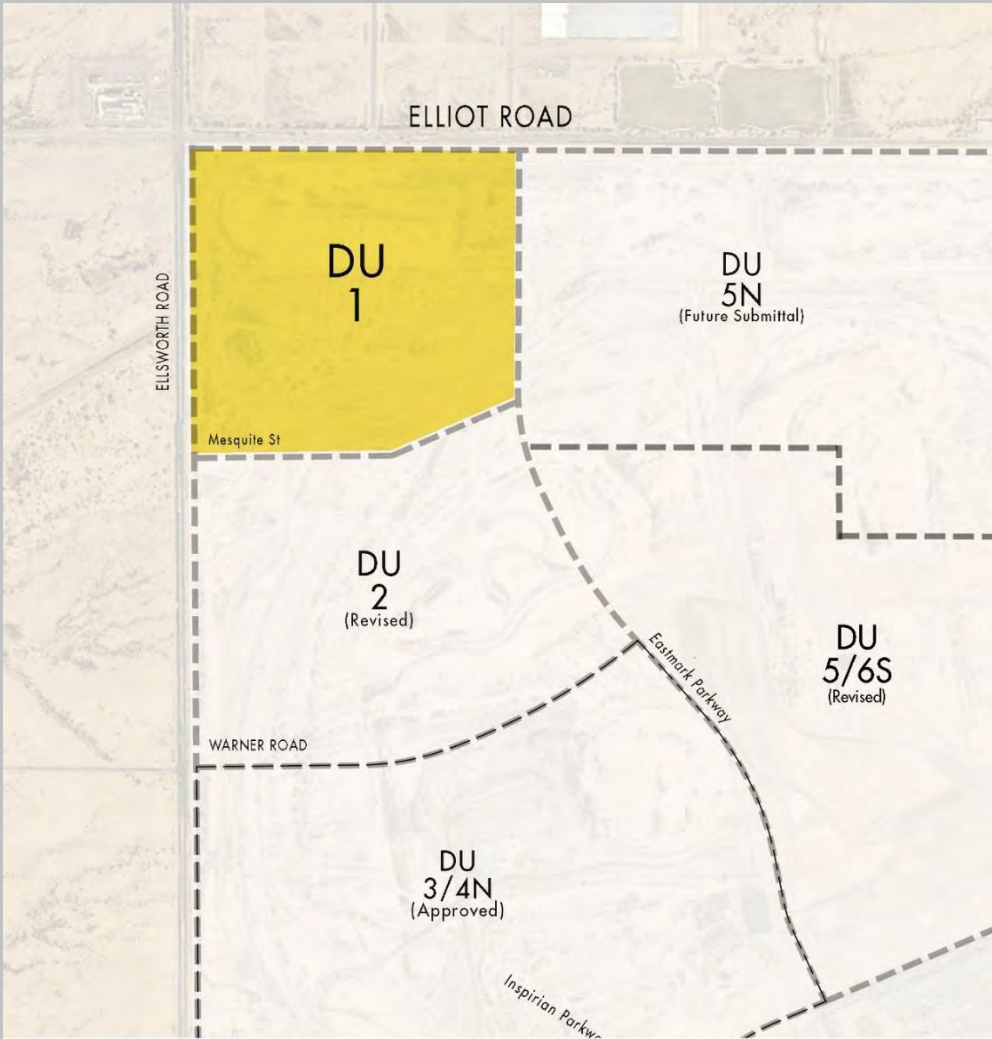 ELLIOT ROAD
DU
1
DU
5N
(Future Submittal)
ELLSWORTH ROAD
Mesquite St
DU
2
(Revised)
Eastmark Parkway
DU
5/6S
(Revised)
WARNER ROAD
DU
3/4N
(Approved)
Inspirian